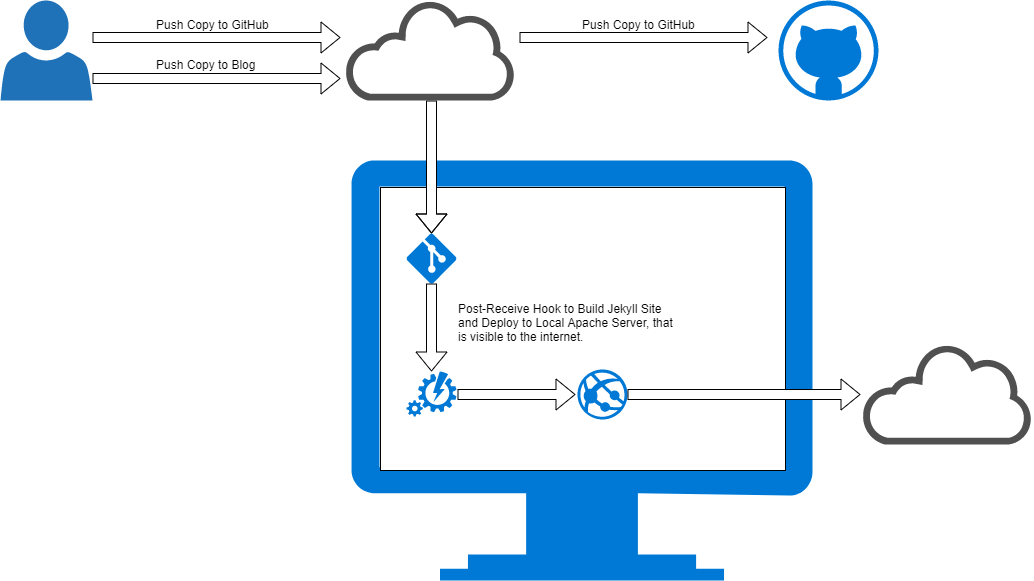 Push Copy to GitHub
Push Copy to GitHub
Push Copy to Blog
Post-Receive Hook to Build Jekyll Site
and Deploy to Local Apache Server, that
is visible to the internet.